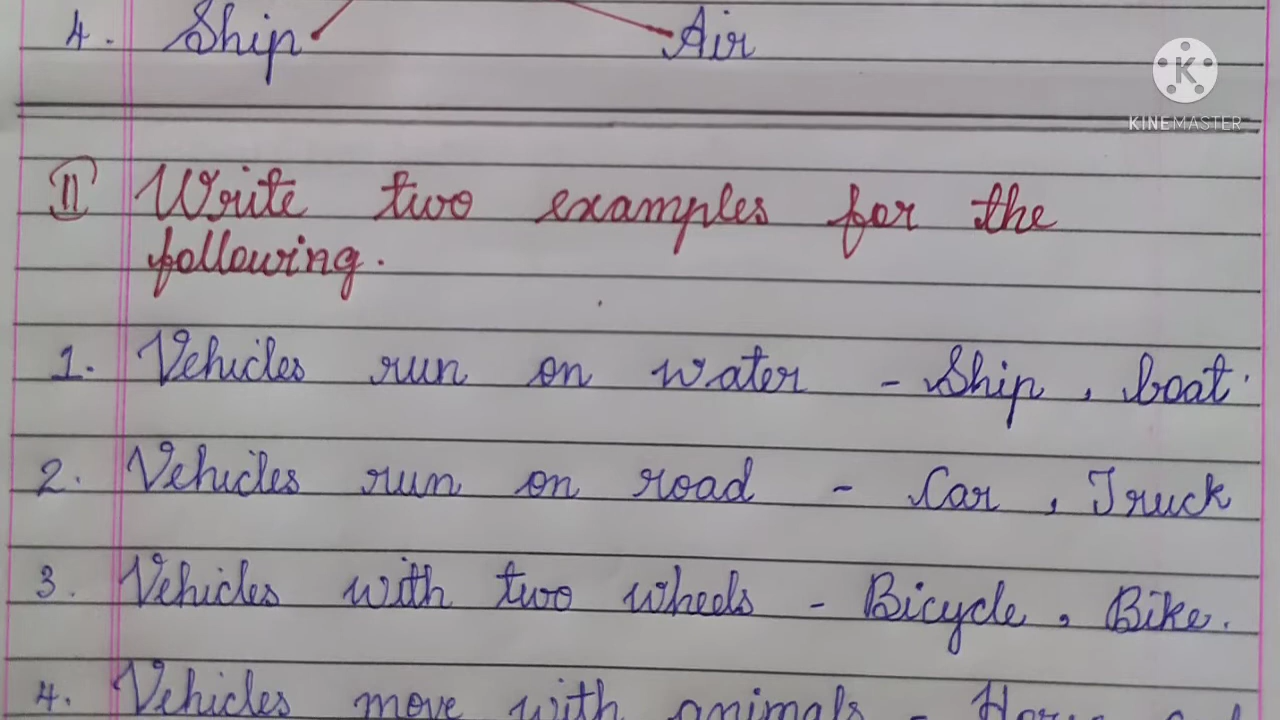 4. Ship Air
KINEMASTER
II Write two examples for the
following.
1. Vehicles run on water - Ship, boat.
2. Vehicles run on road - Car, Truck
3. Vehicles with two wheels - Bicycle, Bike.
4. Vehicles move with animals -